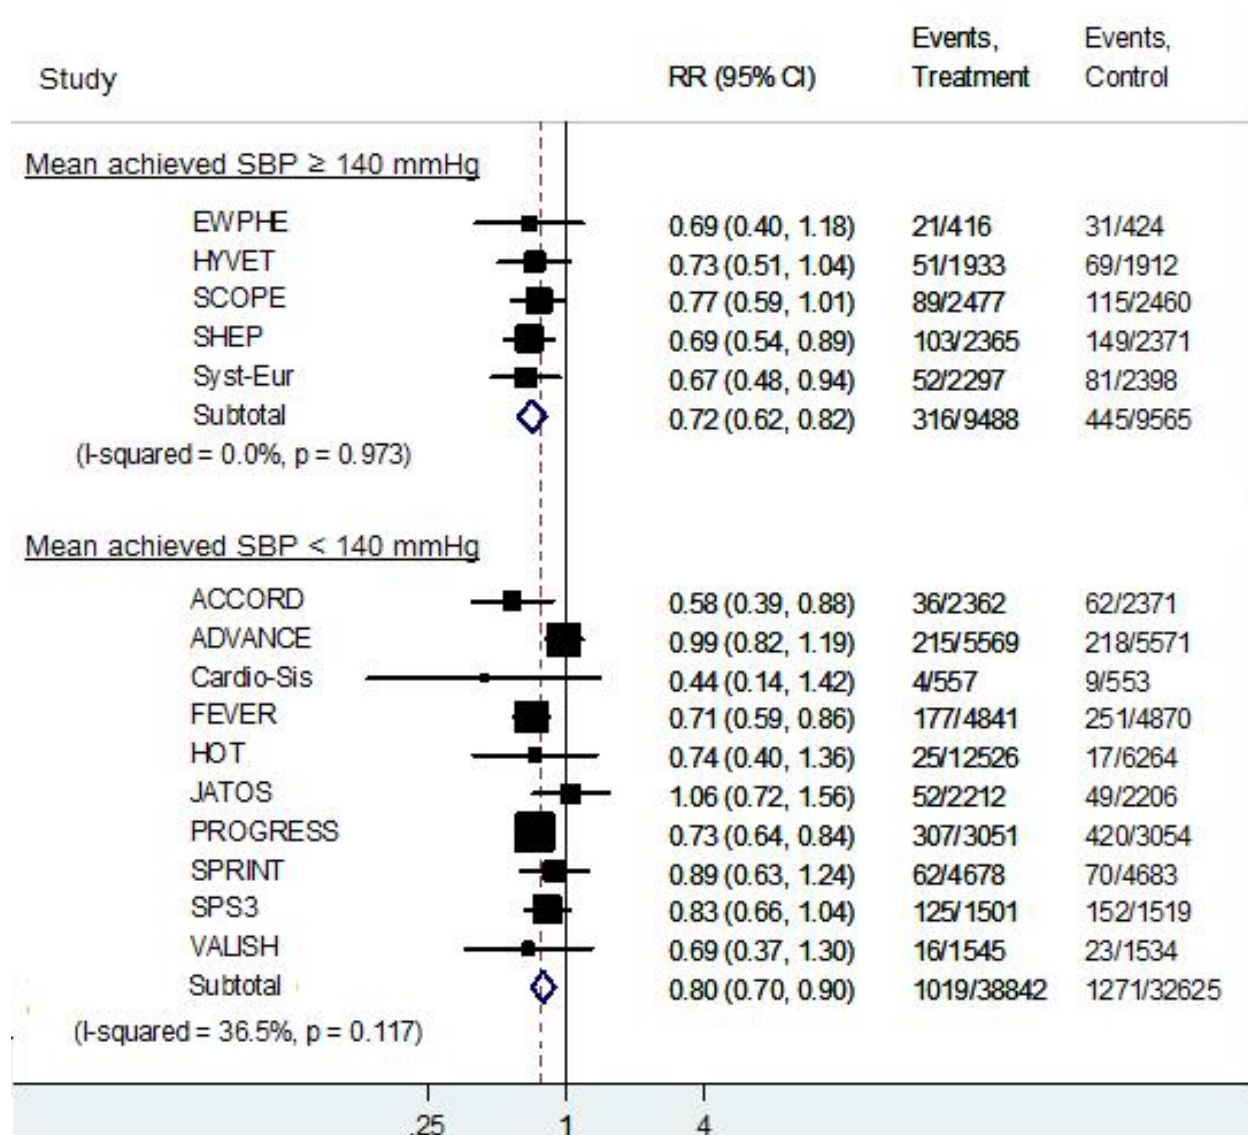 Study RR (95% CI) Events, Treatment Events, Control
Mean achieved SBP ≥ 140 mmHg
EWPHE 0.69 (0.40, 1.18) 21/416 31/424
HYVET 0.73 (0.51, 1.04) 51/1933 69/1912
SCOPE 0.77 (0.59, 1.01) 89/2477 115/2460
SHEP 0.69 (0.54, 0.89) 103/2365 149/2371
Syst-Eur 0.67 (0.48, 0.94) 52/2297 81/2398
Subtotal 0.72 (0.62, 0.82) 316/9488 445/9565
(I-squared = 0.0%, p = 0.973)
Mean achieved SBP < 140 mmHg
ACCORD 0.58 (0.39, 0.88) 36/2362 62/2371
ADVANCE 0.99 (0.82, 1.19) 215/5569 218/5571
Cardio-Sis 0.44 (0.14, 1.42) 4/557 9/553
FEVER 0.71 (0.59, 0.86) 177/4841 251/4870
HOT 0.74 (0.40, 1.36) 25/12526 17/6264
JATOS 1.06 (0.72, 1.56) 52/2212 49/2206
PROGRESS 0.73 (0.64, 0.84) 307/3051 420/3054
SPRINT 0.89 (0.63, 1.24) 62/4678 70/4683
SPS3 0.83 (0.66, 1.04) 125/1501 152/1519
VALISH 0.69 (0.37, 1.30) 16/1545 23/1534
Subtotal 0.80 (0.70, 0.90) 1019/38842 1271/32625
(I-squared = 36.5%, p = 0.117)
.25 1 4